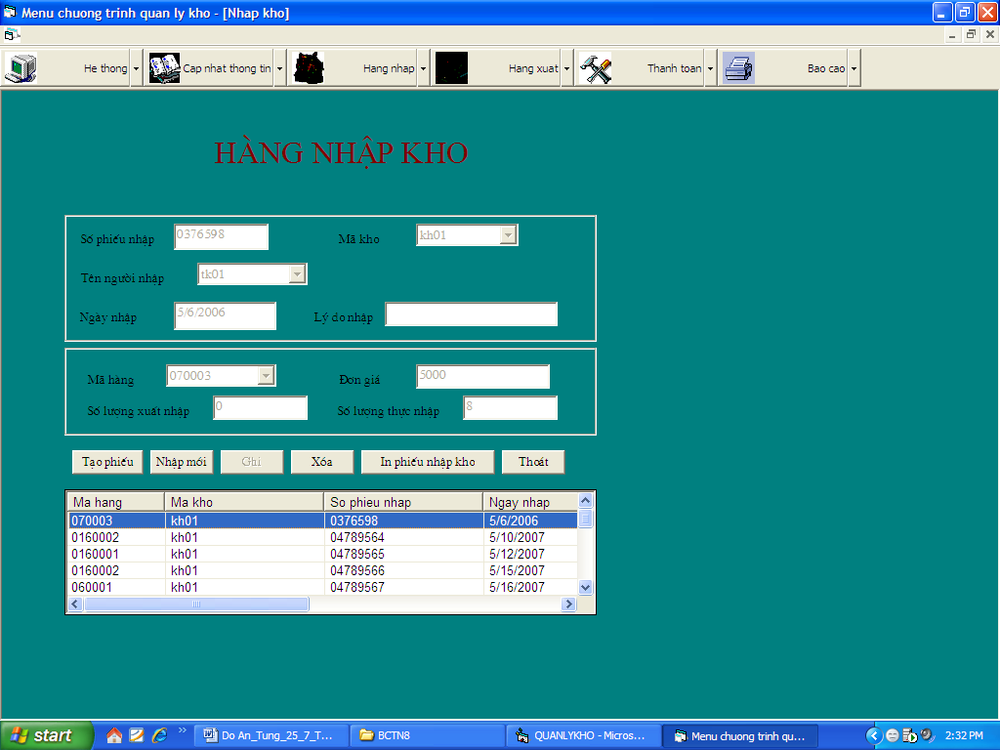 Menu chuong trinh quan ly kho - [Nhap kho]
He thong Cap nhat thong tin Hang nhap Hang xuat Thanh toan Bao cao
HÀNG NHẬP KHO
Số phiếu nhập 0376598 Mã kho kh01
Tên người nhập tk01
Ngày nhập 5/6/2006 Lý do nhập
Mã hàng 070003 Đơn giá 5000
Số lượng xuất nhập 0 Số lượng thực nhập 8
Tạo phiếu Nhập mới Ghi Xóa In phiếu nhập kho Thoát
Ma hang Ma kho So phieu nhap Ngay nhap
070003 kh01 0376598 5/6/2006
0160002 kh01 04789564 5/10/2007
0160001 kh01 04789565 5/12/2007
0160002 kh01 04789566 5/15/2007
060001 kh01 04789567 5/16/2007
start Do An_Tung_25_7_T... BCTN8 QUANLYKHO - Micros... Menu chuong trinh qu... 2:32 PM